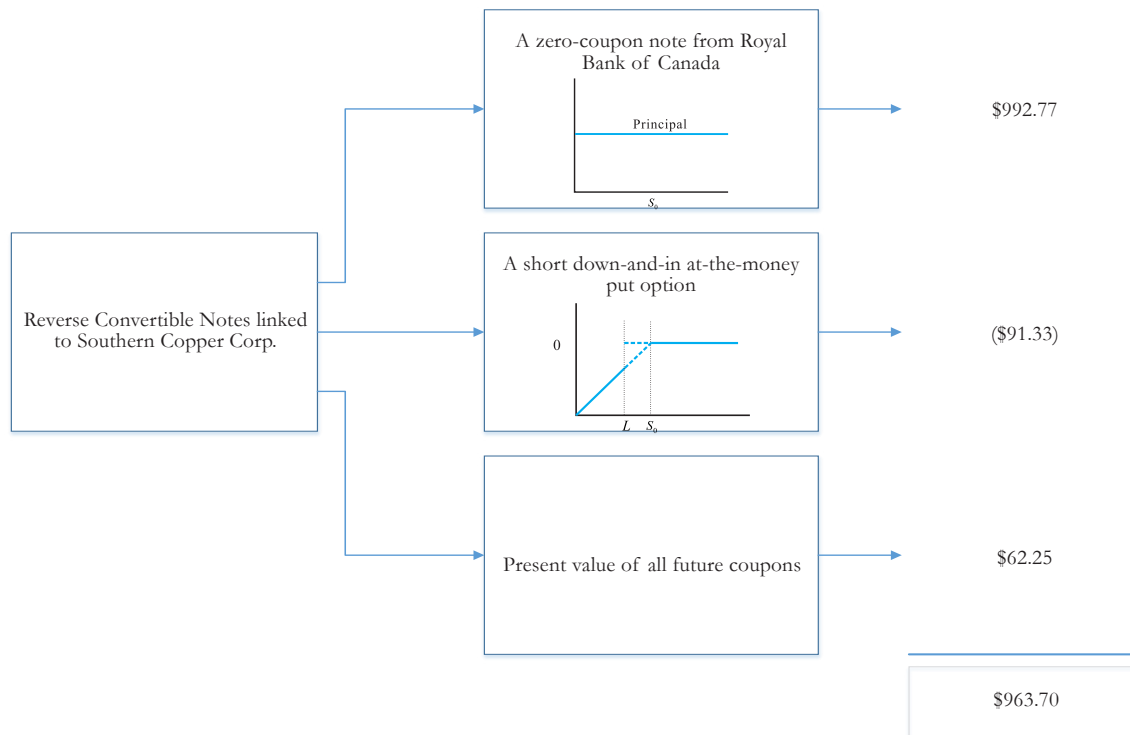 A zero-coupon note from Royal
Bank of Canada
Principal
S₀
$992.77
Reverse Convertible Notes linked
to Southern Copper Corp.
A short down-and-in at-the-money
put option
0
L S₀
($91.33)
Present value of all future coupons
$62.25
$963.70